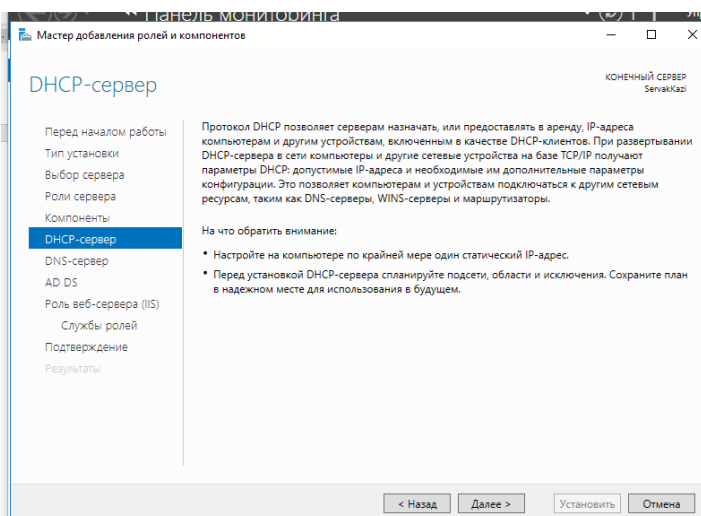 Панель мониторинга
Мастер добавления ролей и компонентов
DHCP-сервер
КОНЕЧНЫЙ СЕРВЕР
ServakKazi
Перед началом работы
Тип установки
Выбор сервера
Роли сервера
Компоненты
DHCP-сервер
DNS-сервер
AD DS
Роль веб-сервера (IIS)
Службы ролей
Подтверждение
Результаты
Протокол DHCP позволяет серверам назначать, или предоставлять в аренду, IP-адреса
компьютерам и другим устройствам, включенным в качестве DHCP-клиентов. При развертывании
DHCP-сервера в сети компьютеры и другие сетевые устройства на базе TCP/IP получают
параметры DHCP: допустимые IP-адреса и необходимые им дополнительные параметры
конфигурации. Это позволяет компьютерам и устройствам подключаться к другим сетевым
ресурсам, таким как DNS-серверы, WINS-серверы и маршрутизаторы.
На что обратить внимание:
• Настройте на компьютере по крайней мере один статический IP-адрес.
• Перед установкой DHCP-сервера спланируйте подсети, области и исключения. Сохраните план
в надежном месте для использования в будущем.
< Назад
Далее >
Установить
Отмена